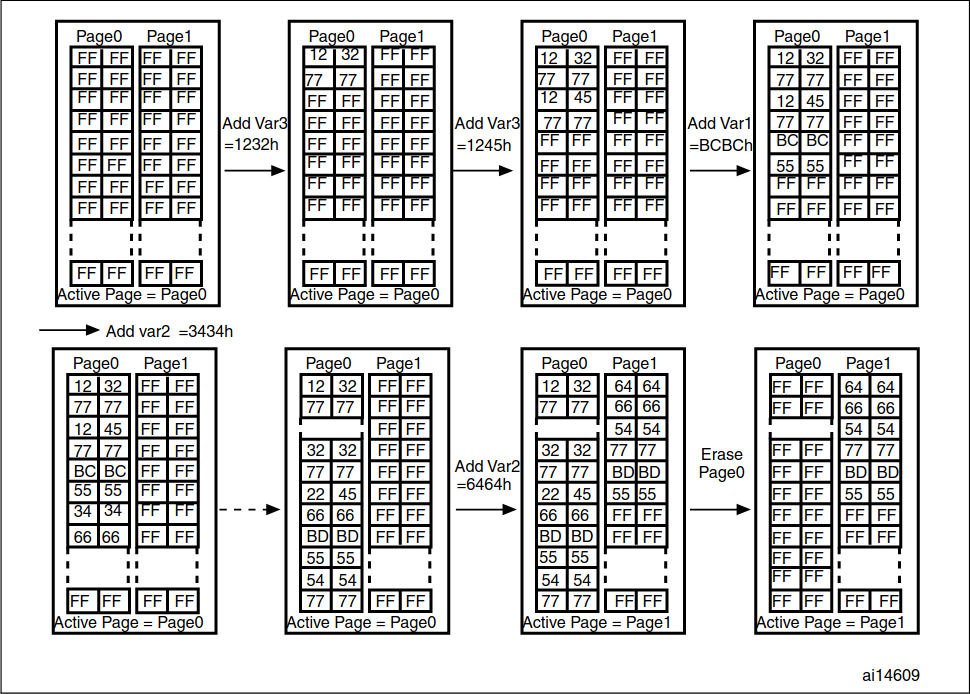 Page0 Page1 Page0 Page1 Page0 Page1 Page0 Page1
FF FF FF FF 12 32 FF FF 12 32 FF FF 12 32 FF FF
FF FF FF FF 77 77 FF FF 77 77 FF FF 77 77 FF FF
FF FF FF FF FF FF FF FF 12 45 FF FF 12 45 FF FF
FF FF FF FF Add Var3 FF FF FF FF Add Var3 77 77 FF FF Add Var1 77 77 FF FF
FF FF FF FF =1232h FF FF FF FF =1245h FF FF FF FF =BCBCh BC BC FF FF
FF FF FF FF FF FF FF FF FF FF FF FF 55 55 FF FF
FF FF FF FF FF FF FF FF FF FF FF FF FF FF FF FF
FF FF FF FF FF FF FF FF FF FF FF FF FF FF FF FF
FF FF FF FF FF FF FF FF FF FF FF FF FF FF FF FF
Active Page = Page0 Active Page = Page0 Active Page = Page0 Active Page = Page0
Add var2 =3434h
Page0 Page1 Page0 Page1 Page0 Page1 Page0 Page1
12 32 FF FF 12 32 FF FF 12 32 64 64 FF FF 64 64
77 77 FF FF 77 77 FF FF 77 77 66 66 FF FF 66 66
12 45 FF FF FF FF 54 54 54 54
77 77 FF FF 32 32 FF FF 32 32 77 77 Erase FF FF 77 77
BC BC FF FF 77 77 FF FF Add Var2 77 77 BD BD Page0 FF FF BD BD
55 55 FF FF 22 45 FF FF =6464h 22 45 55 55 FF FF 55 55
34 34 FF FF 66 66 FF FF 66 66 FF FF FF FF FF FF
66 66 FF FF BD BD FF FF BD BD FF FF FF FF FF FF
55 55 55 55 FF FF
54 54 54 54 FF FF
FF FF FF FF 77 77 FF FF 77 77 FF FF FF FF FF FF
Active Page = Page0 Active Page = Page0 Active Page = Page1 Active Page = Page1
ai14609